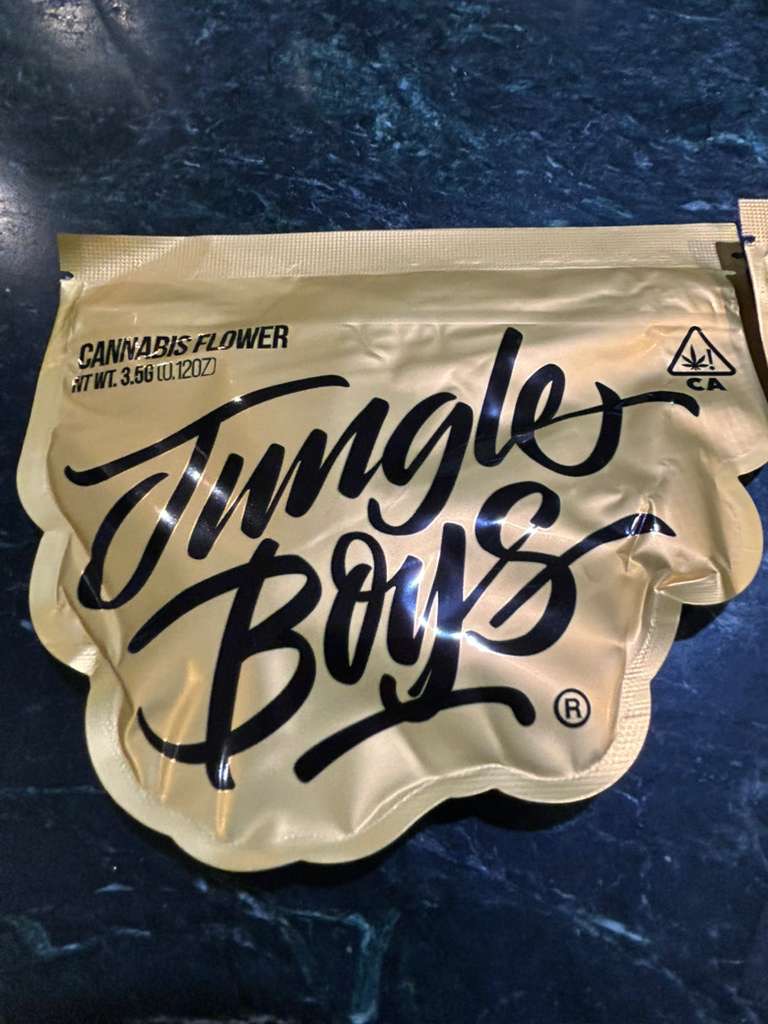 CANNABIS FLOWER
NT WT. 3.5G (0.12OZ)
CA
Jungle
Boys
®